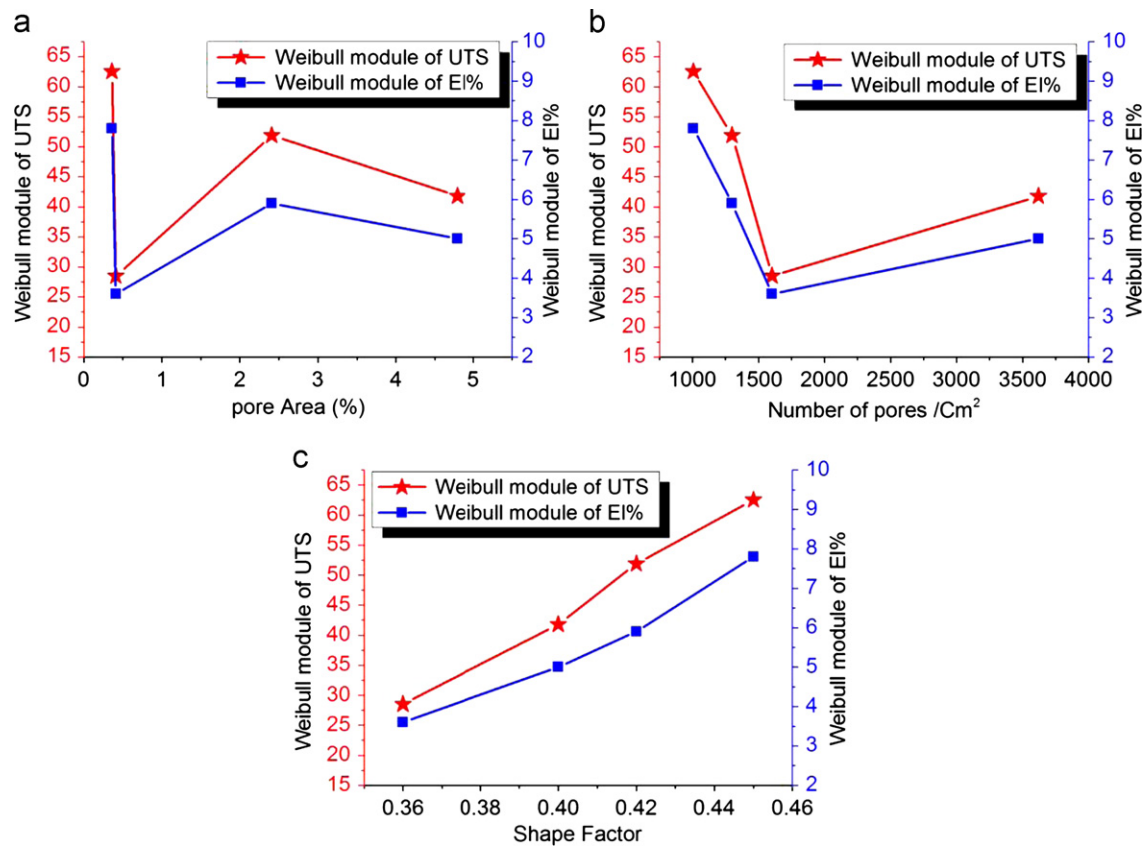 a
Weibull module of UTS
Weibull module of El%
65
60
55
50
45
40
35
30
25
20
15
Weibull module of UTS
10
9
8
7
6
5
4
3
2
Weibull module of El%
0 1 2 3 4 5
pore Area (%)
b
Weibull module of UTS
Weibull module of El%
65
60
55
50
45
40
35
30
25
20
15
Weibull module of UTS
10
9
8
7
6
5
4
3
2
Weibull module of El%
1000 1500 2000 2500 3000 3500 4000
Number of pores /Cm²
c
Weibull module of UTS
Weibull module of El%
65
60
55
50
45
40
35
30
25
20
15
Weibull module of UTS
10
9
8
7
6
5
4
3
2
Weibull module of El%
0.36 0.38 0.40 0.42 0.44 0.46
Shape Factor